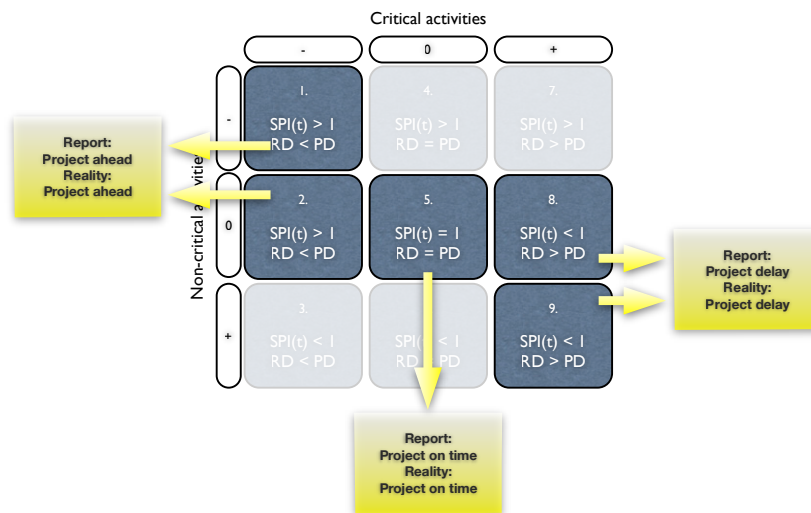 Critical activities
-
0
+
-
0
+
Non-critical activities
1.
SPI(t) > 1
RD < PD
4.
SPI(t) > 1
RD = PD
7.
SPI(t) > 1
RD > PD
2.
SPI(t) > 1
RD < PD
5.
SPI(t) = 1
RD = PD
8.
SPI(t) < 1
RD > PD
3.
SPI(t) < 1
RD < PD
SPI(t) < 1
RD = PD
9.
SPI(t) < 1
RD > PD
Report:
Project ahead
Reality:
Project ahead
Report:
Project delay
Reality:
Project delay
Report:
Project on time
Reality:
Project on time